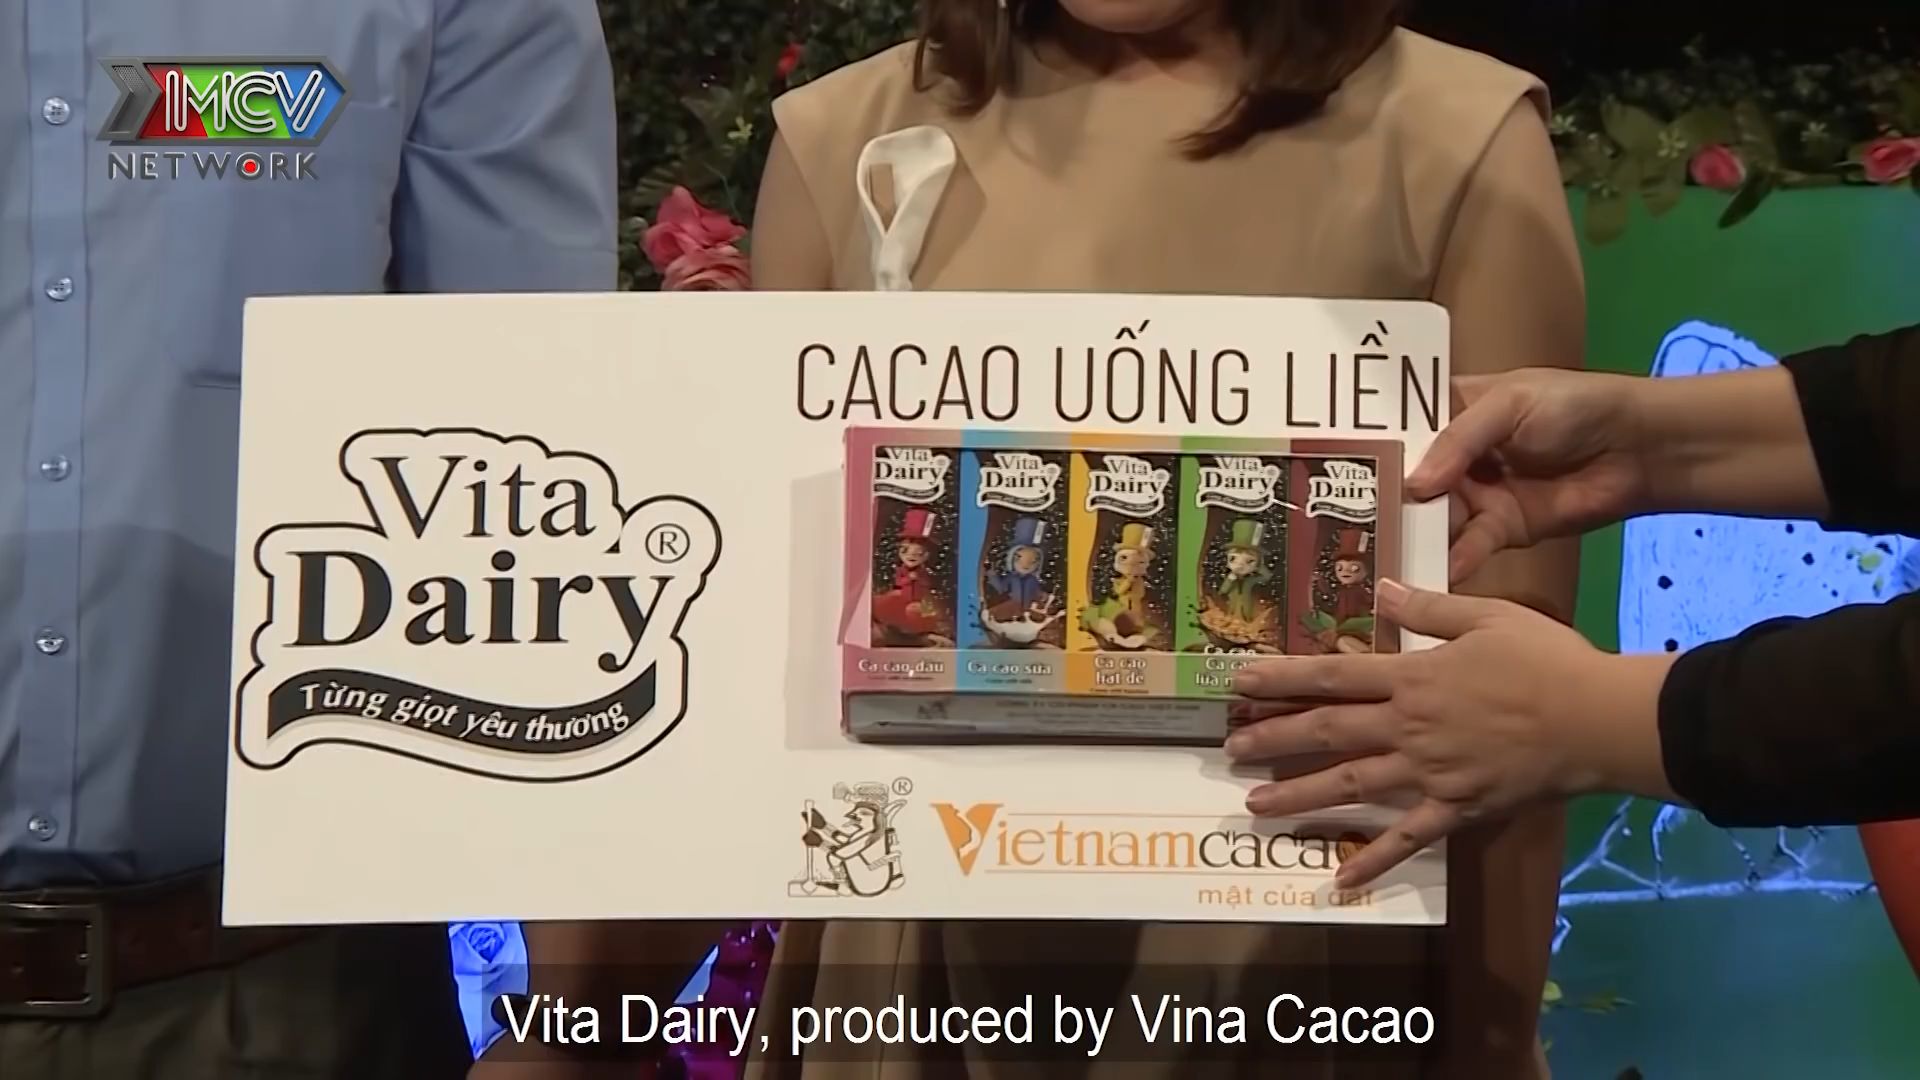 MCV
NETWORK
CACAO UỐNG LIỀN
Vita
Dairy®
Từng giọt yêu thương
Vita
Dairy
Vita
Dairy
Vita
Dairy
Vita
Dairy
Vita
Dairy
Ca cao dâu
Ca cao sữa
Ca cao
hạt dẻ
Ca cao
®
Vietnamcacao
mật của đất
Vita Dairy, produced by Vina Cacao